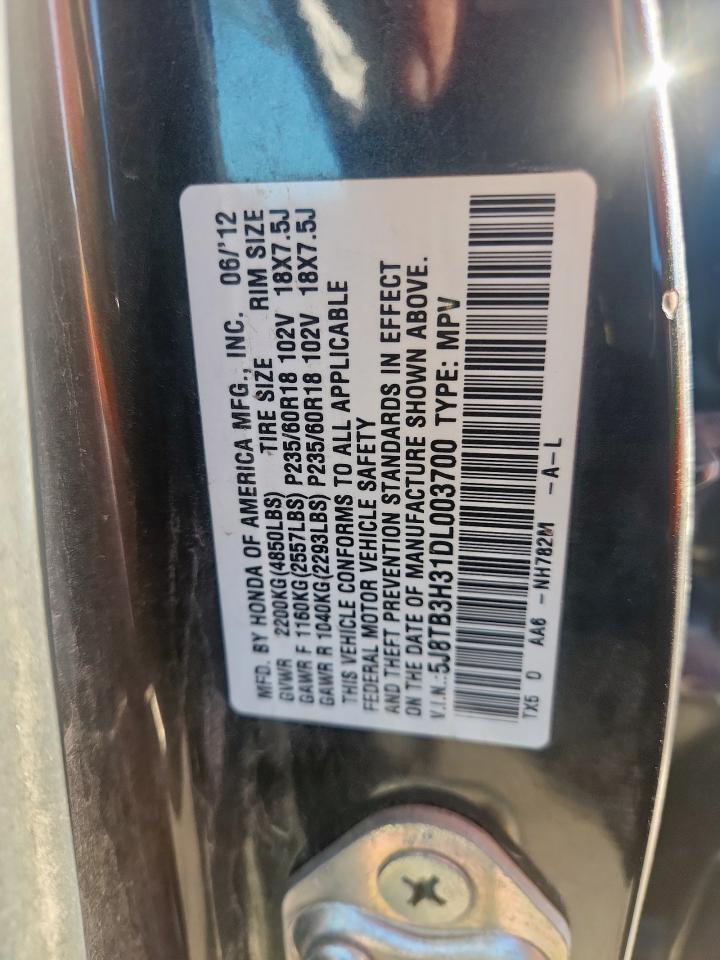 MFD. BY HONDA OF AMERICA MFG., INC. 06/'12
GVWR 2200KG(4850LBS) TIRE SIZE RIM SIZE
GAWR F 1160KG(2557LBS) P235/60R18 102V 18X7.5J
GAWR R 1040KG(2293LBS) P235/60R18 102V 18X7.5J
THIS VEHICLE CONFORMS TO ALL APPLICABLE
FEDERAL MOTOR VEHICLE SAFETY
AND THEFT PREVENTION STANDARDS IN EFFECT
ON THE DATE OF MANUFACTURE SHOWN ABOVE.
V.I.N.:5J8TB3H31DL003700 TYPE: MPV
TX5 D AA6 -NH782M -A-L